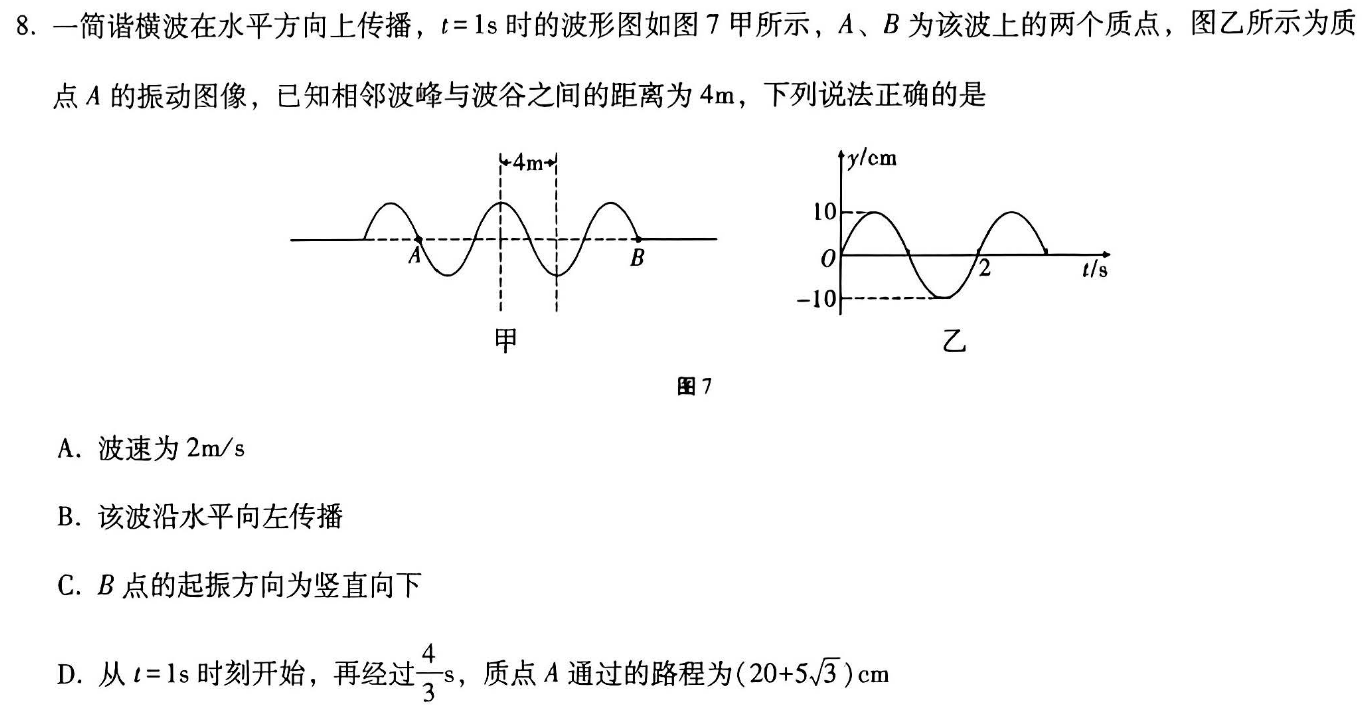 8. 一简谐横波在水平方向上传播，t=1s 时的波形图如图 7 甲所示，A、B 为该波上的两个质点，图乙所示为质
点 A 的振动图像，已知相邻波峰与波谷之间的距离为 4m，下列说法正确的是
4m
A
B
甲
y/cm
10
O
2
t/s
-10
乙
图 7
A. 波速为 2m/s
B. 该波沿水平向左传播
C. B 点的起振方向为竖直向下
D. 从 t=1s 时刻开始，再经过 4/3 s，质点 A 通过的路程为(20+5√3)cm